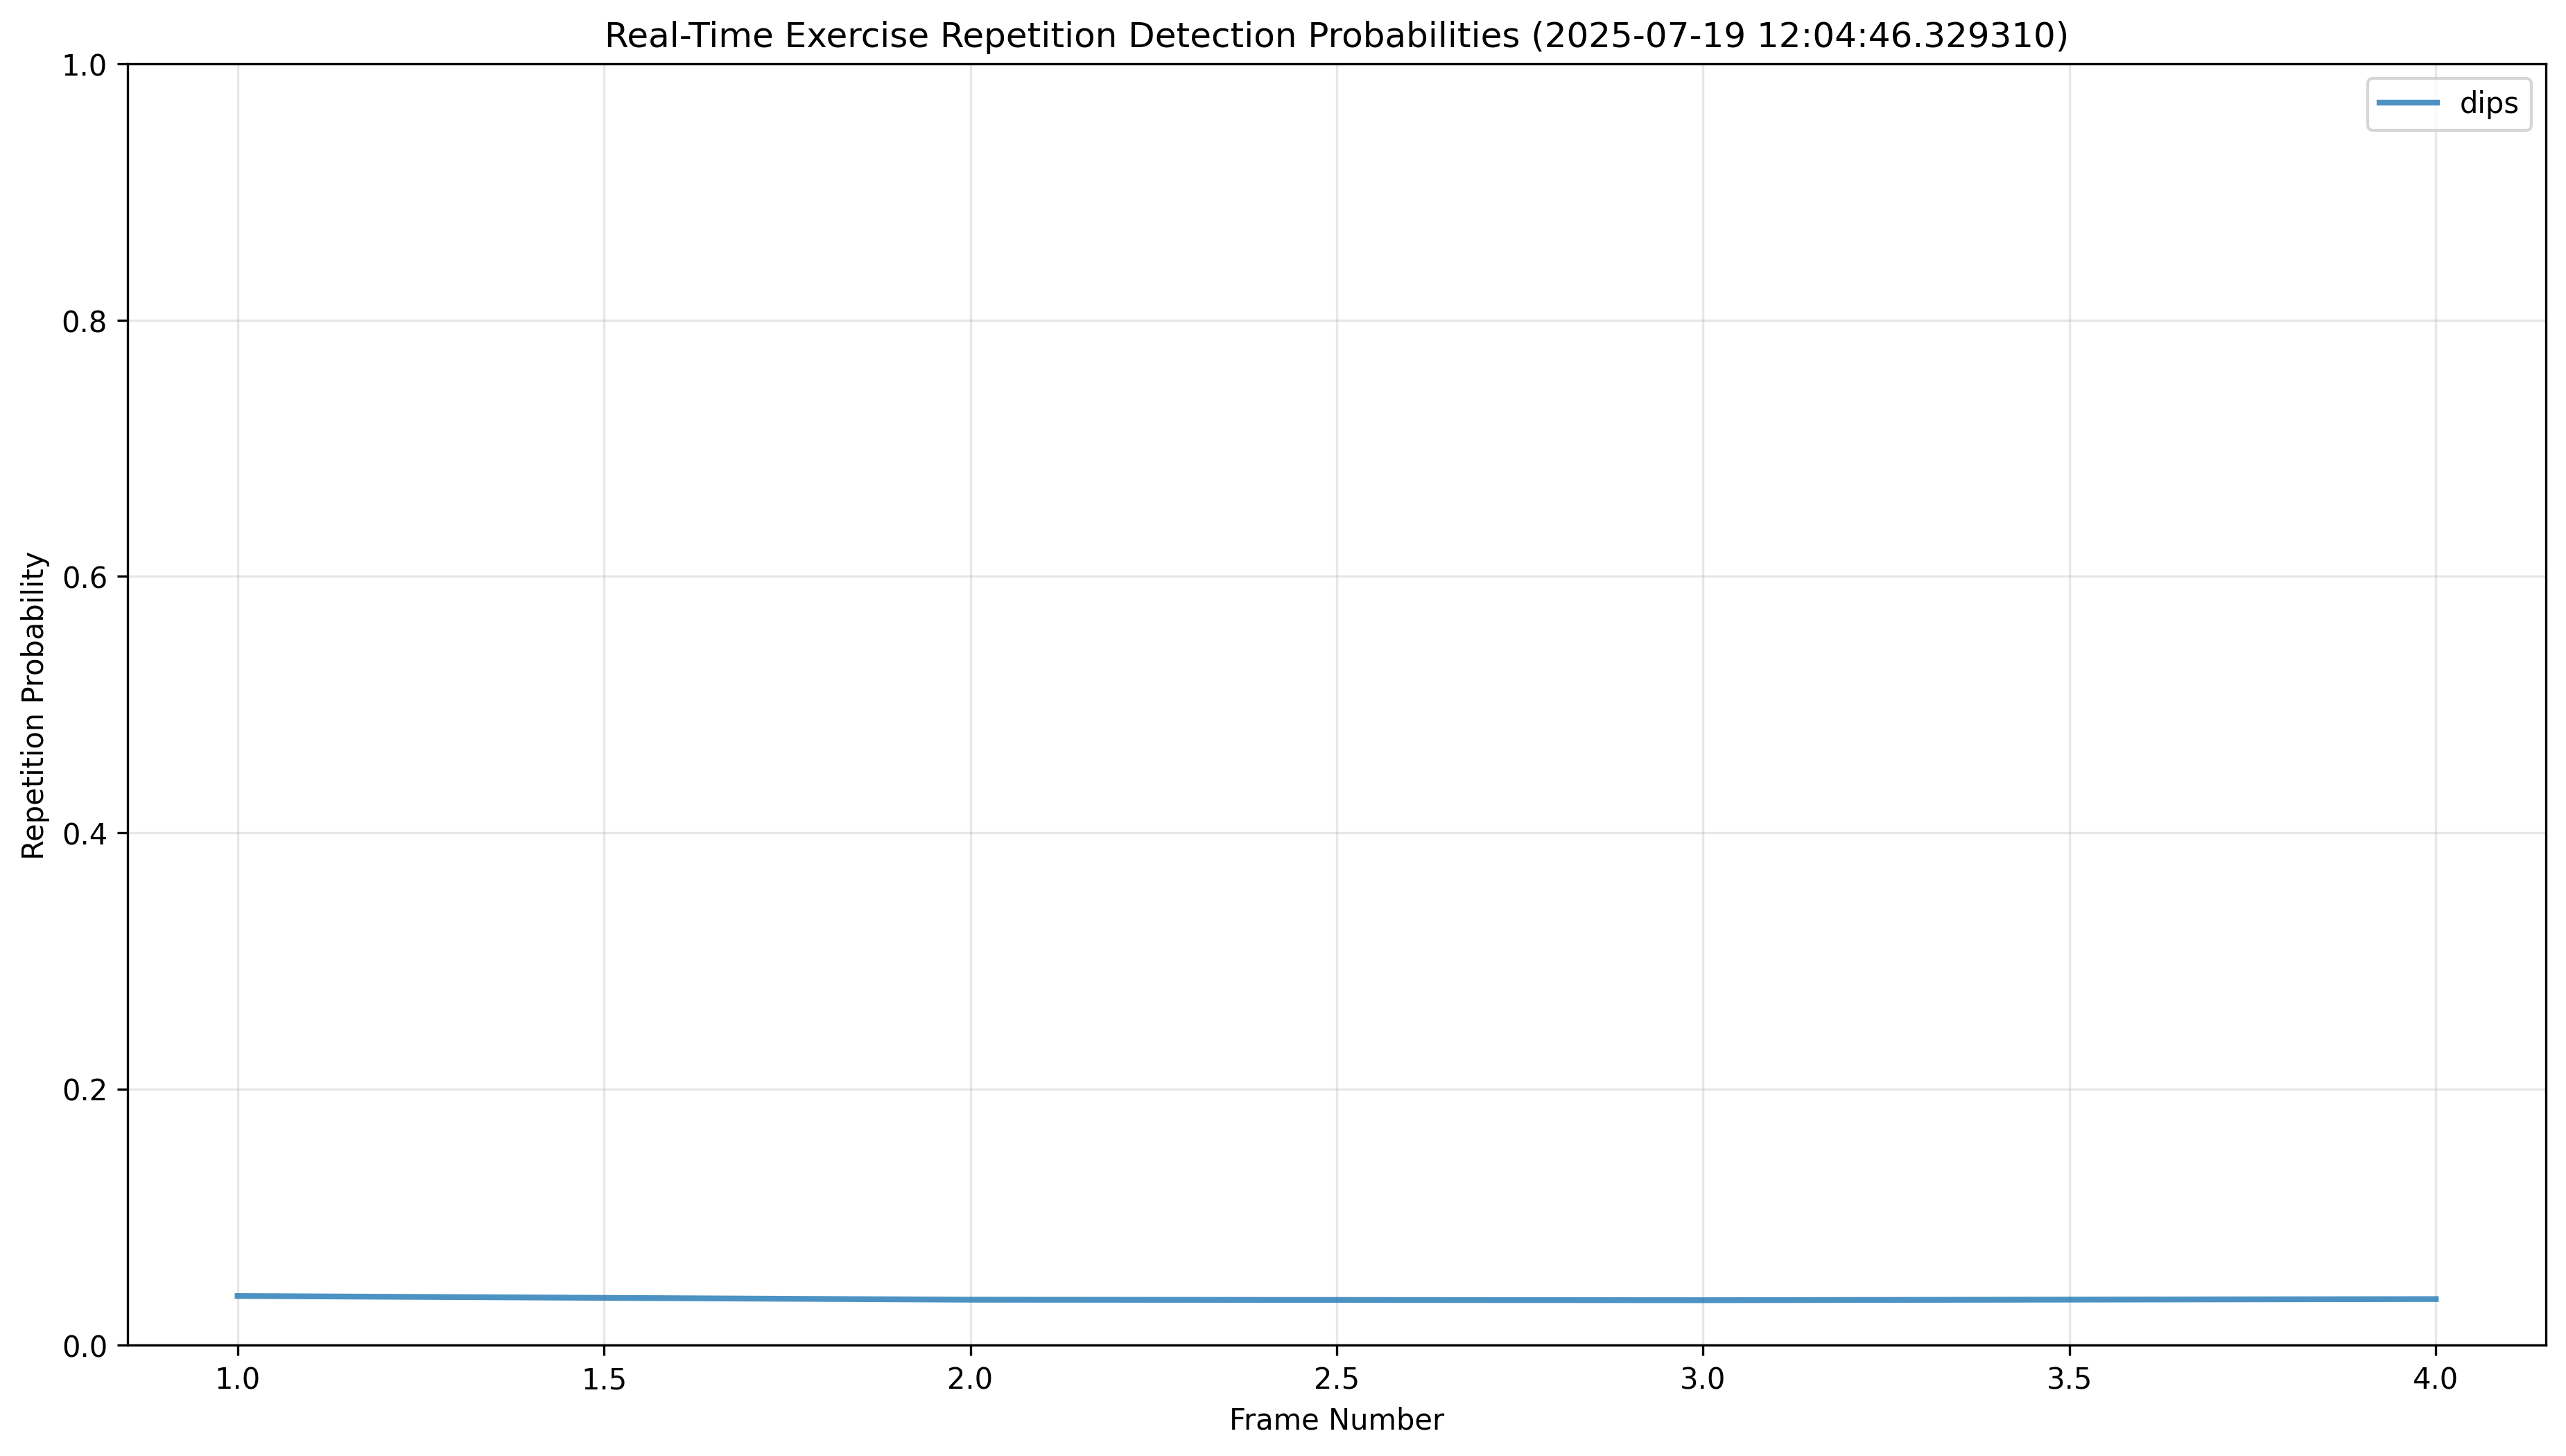 Real-Time Exercise Repetition Detection Probabilities (2025-07-19 12:04:46.329310)
dips
Repetition Probability
1.0
0.8
0.6
0.4
0.2
0.0
1.0 1.5 2.0 2.5 3.0 3.5 4.0
Frame Number